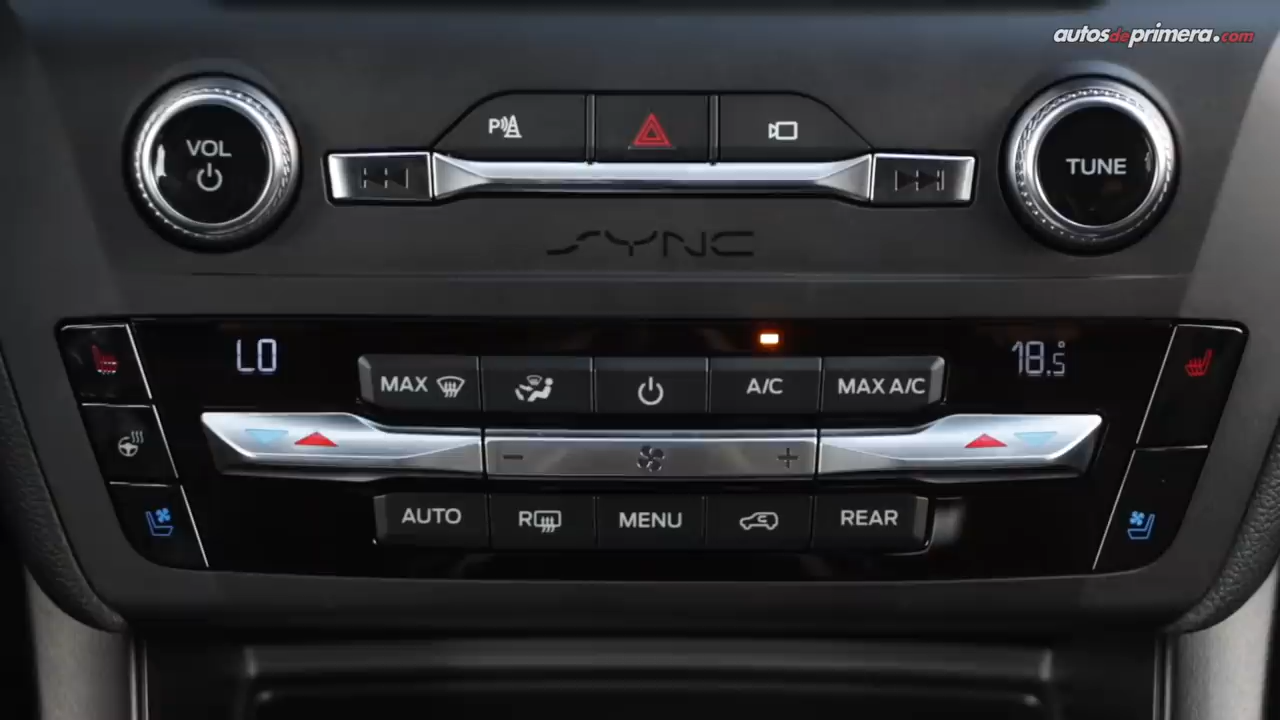 autosdeprimera.com
VOL
P
TUNE
SYNC
LO
18.5
MAX
A/C
MAX A/C
AUTO
R
MENU
REAR